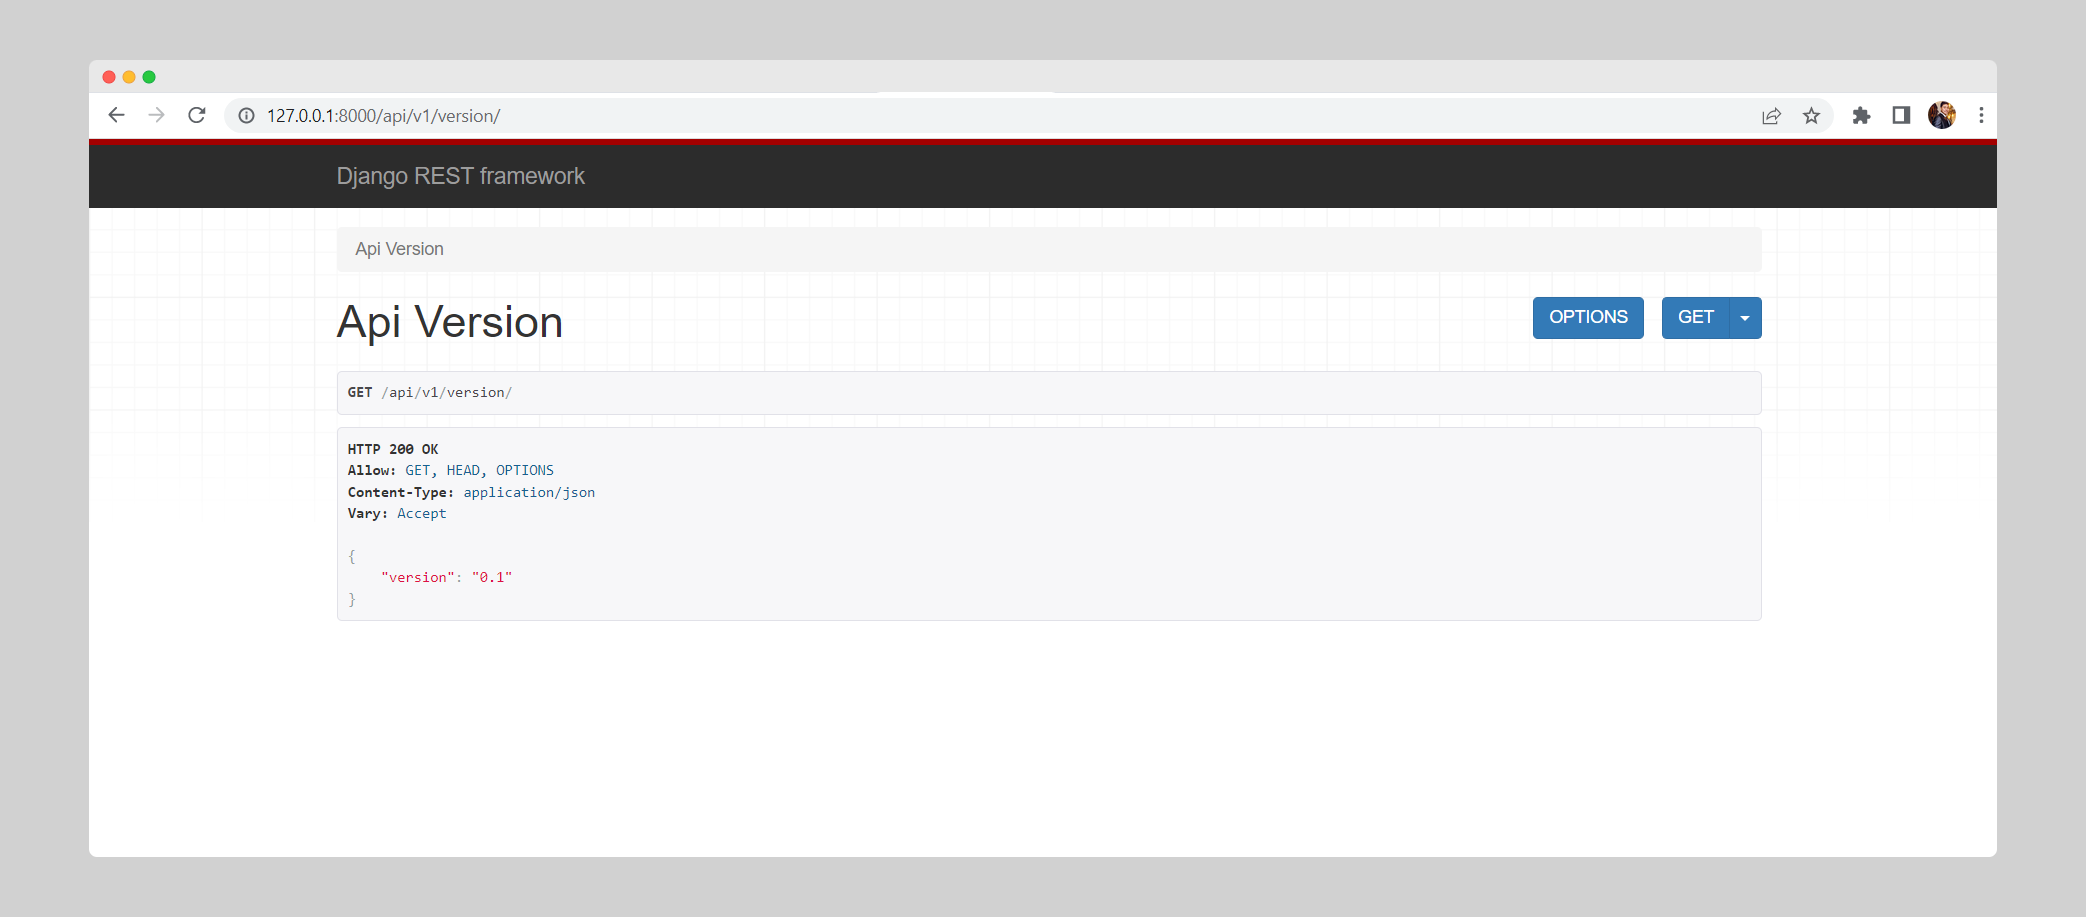 127.0.0.1:8000/api/v1/version/
Django REST framework
Api Version
Api Version
OPTIONS
GET
GET /api/v1/version/
HTTP 200 OK
Allow: GET, HEAD, OPTIONS
Content-Type: application/json
Vary: Accept
{
"version": "0.1"
}